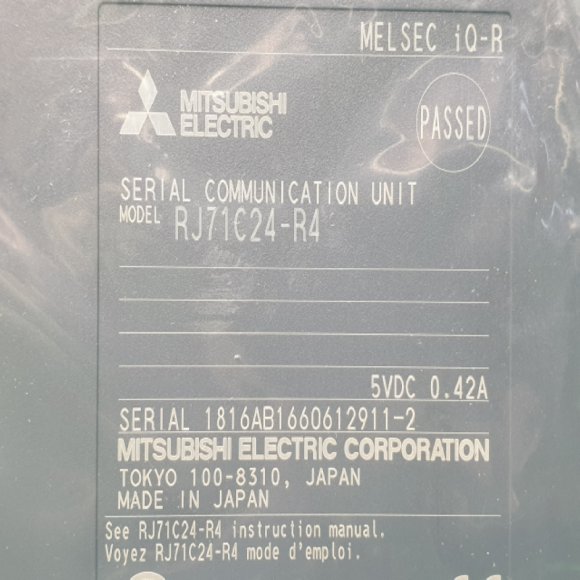 MELSEC iQ-R
MITSUBISHI
ELECTRIC
PASSED
SERIAL COMMUNICATION UNIT
MODEL RJ71C24-R4
5VDC 0.42A
SERIAL 1816AB1660612911-2
MITSUBISHI ELECTRIC CORPORATION
TOKYO 100-8310, JAPAN
MADE IN JAPAN
See RJ71C24-R4 instruction manual.
Voyez RJ71C24-R4 mode d'emploi.